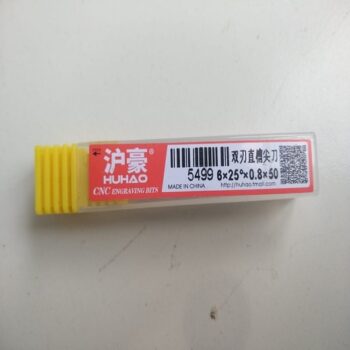 沪豪®
HUHAO
CNC ENGRAVING BITS
双刃直槽尖刀
5499 6×25°×0.8×50
MADE IN CHINA
http://huhao.tmall.com